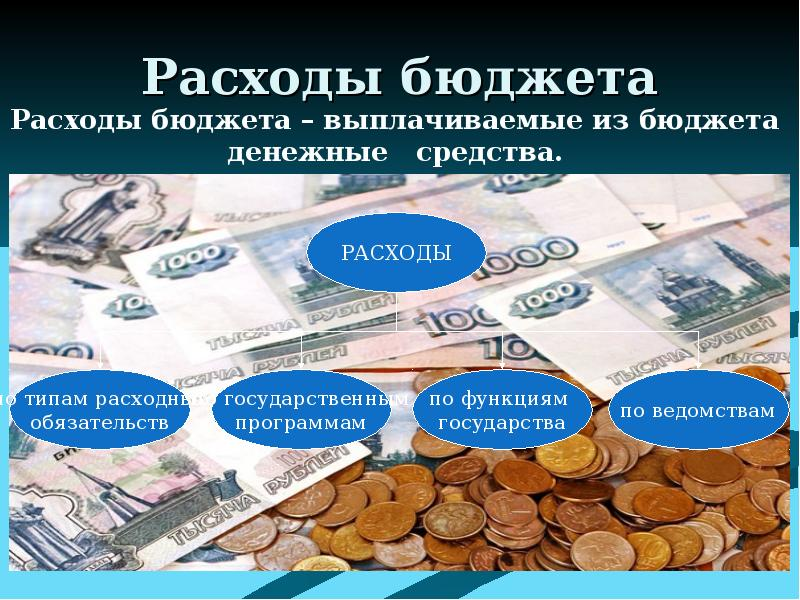 Расходы бюджета
Расходы бюджета – выплачиваемые из бюджета
денежные средства.
РАСХОДЫ
по типам расходных
обязательств
государственным
программам
по функциям
государства
по ведомствам
1000
1000
1000
1000
ТЫСЯЧА РУБЛЕЙ
ТЫСЯЧА РУБЛЕЙ
ТЫСЯЧА РУБЛЕЙ